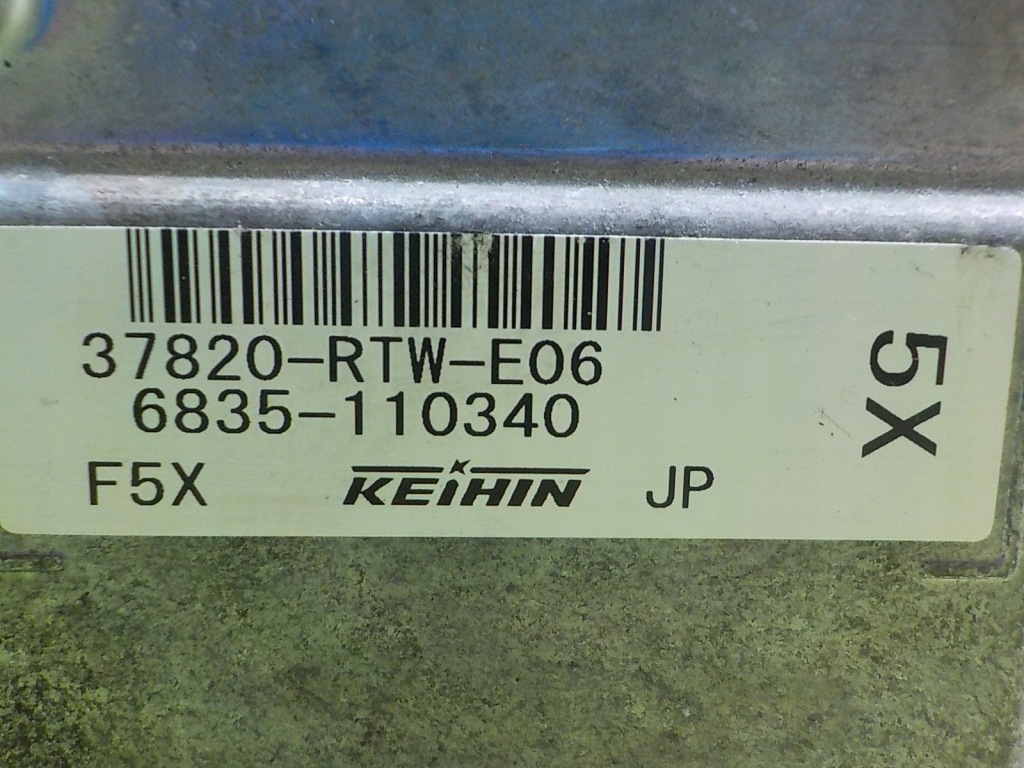 37820-RTW-E06
6835-110340
F5X KEIHIN JP
5X